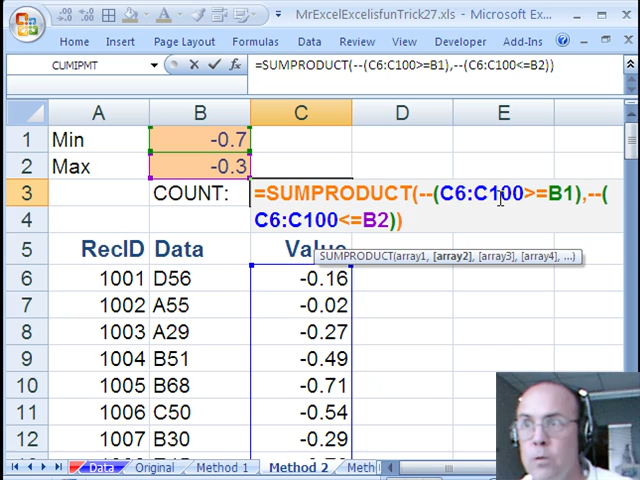 MrExcelExcelisfunTrick27.xls - Microsoft Ex...
Home Insert Page L Formulas Data Review View Developer Add-Ins
CUMIPMT =SUMPRODUCT(--(C6:C100>=B1),--(C6:C100<=B2))
A B C D E
1 Min -0.7
2 Max -0.3
3 COUNT: =SUMPRODUCT(--(C6:C100>=B1),--(
4 C6:C100<=B2))
5 RecID Data Value
SUMPRODUCT(array1, [array2], [array3], [array4], ...)
6 1001 D56 -0.16
7 1002 A55 -0.02
8 1003 A29 -0.27
9 1004 B51 -0.49
10 1005 B68 -0.71
11 1006 C50 -0.54
12 1007 B30 -0.29
Data Original Method 1 Method 2 Meth